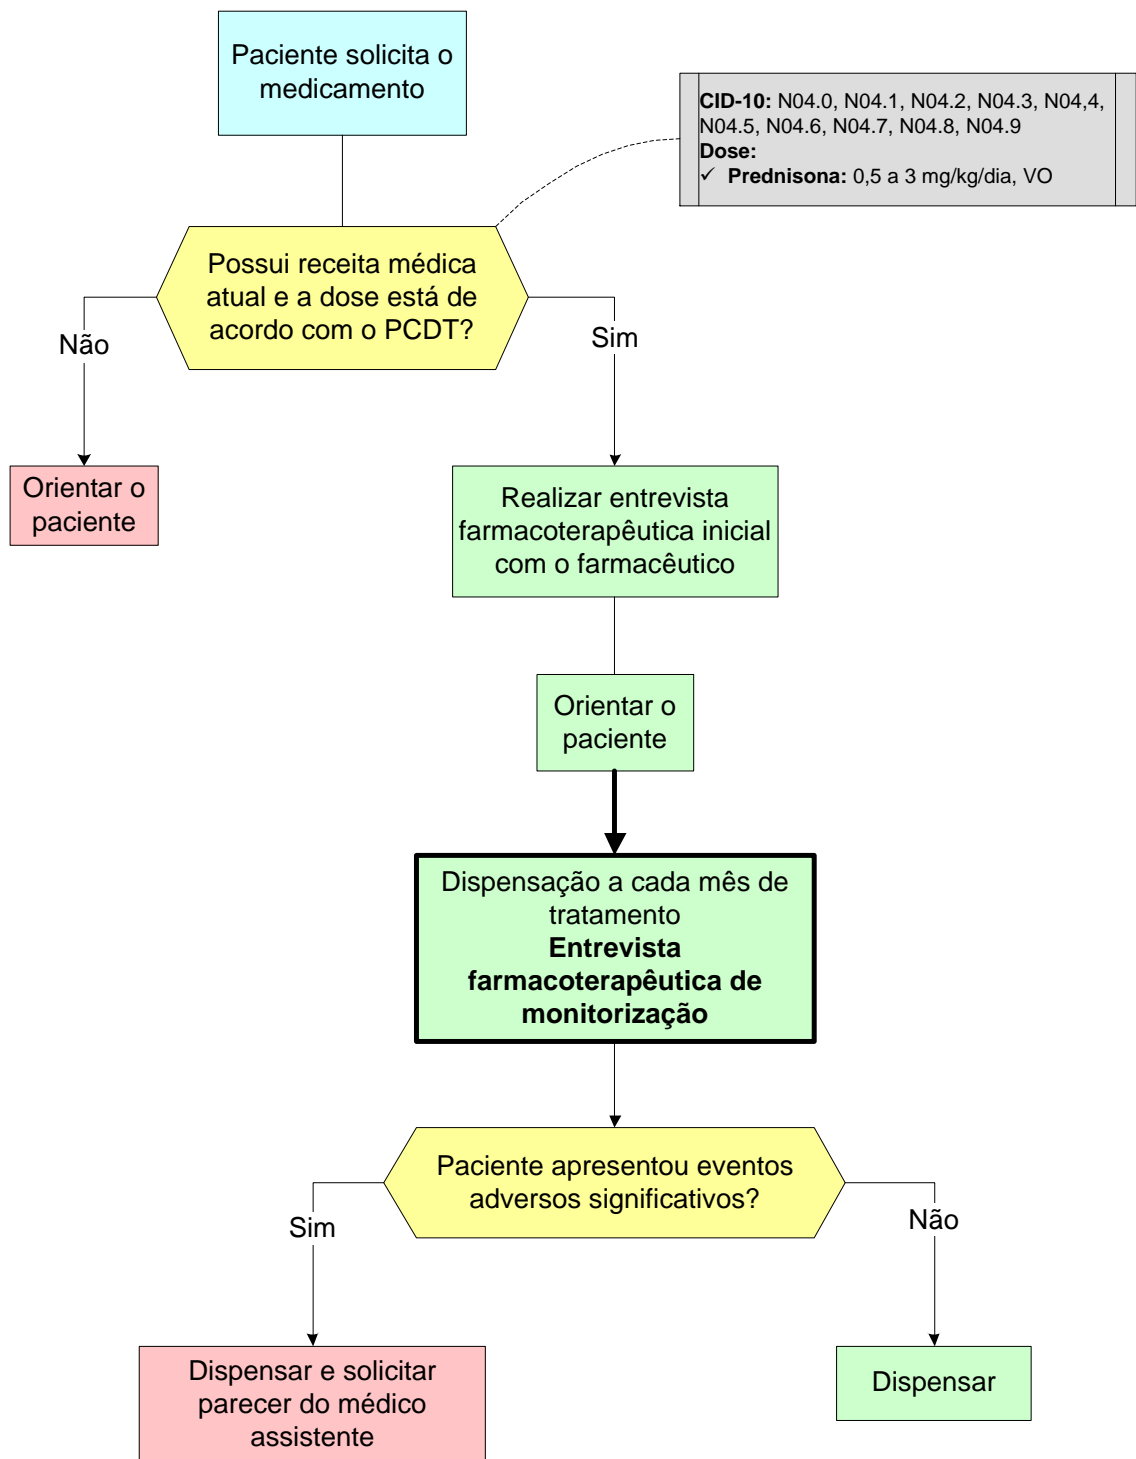 Paciente solicita o
medicamento
CID-10: N04.0, N04.1, N04.2, N04.3, N04,4,
N04.5, N04.6, N04.7, N04.8, N04.9
Dose:
✓ Prednisona: 0,5 a 3 mg/kg/dia, VO
Possui receita médica
atual e a dose está de
acordo com o PCDT?
Não
Sim
Orientar o
paciente
Realizar entrevista
farmacoterapêutica inicial
com o farmacêutico
Orientar o
paciente
Dispensação a cada mês de
tratamento
Entrevista
farmacoterapêutica de
monitorização
Paciente apresentou eventos
adversos significativos?
Sim
Não
Dispensar e solicitar
parecer do médico
assistente
Dispensar